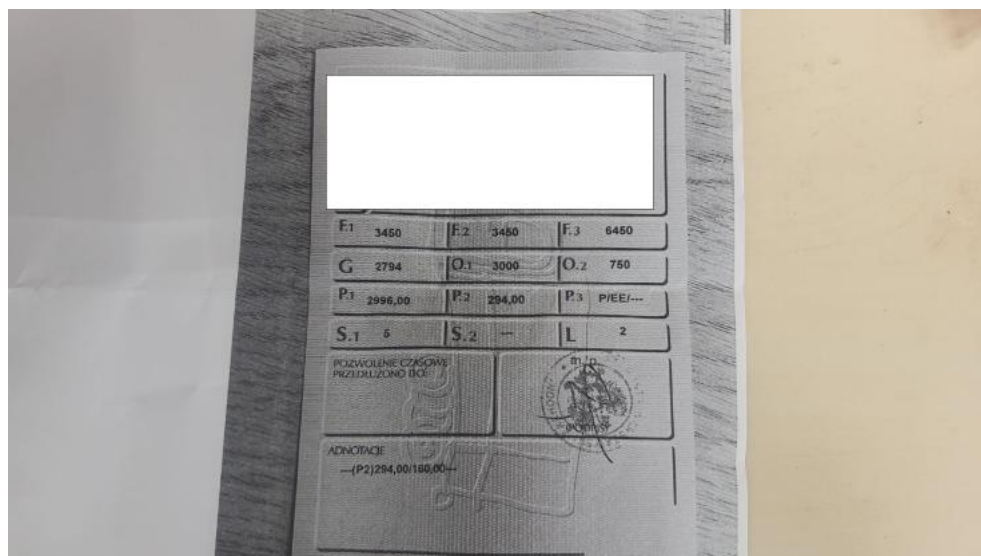 F.1 3450 F.2 3450 F.3 6450
G 2794 O.1 3000 O.2 750
P.1 2996,00 P.2 294,00 P.3 P/EE/---
S.1 5 S.2 --- L 2
POZWOLENIE CZASOWE
PRZEDŁUŻONO DO:
m.p.
ADNOTACJE
---(P2)294,00/160,00---